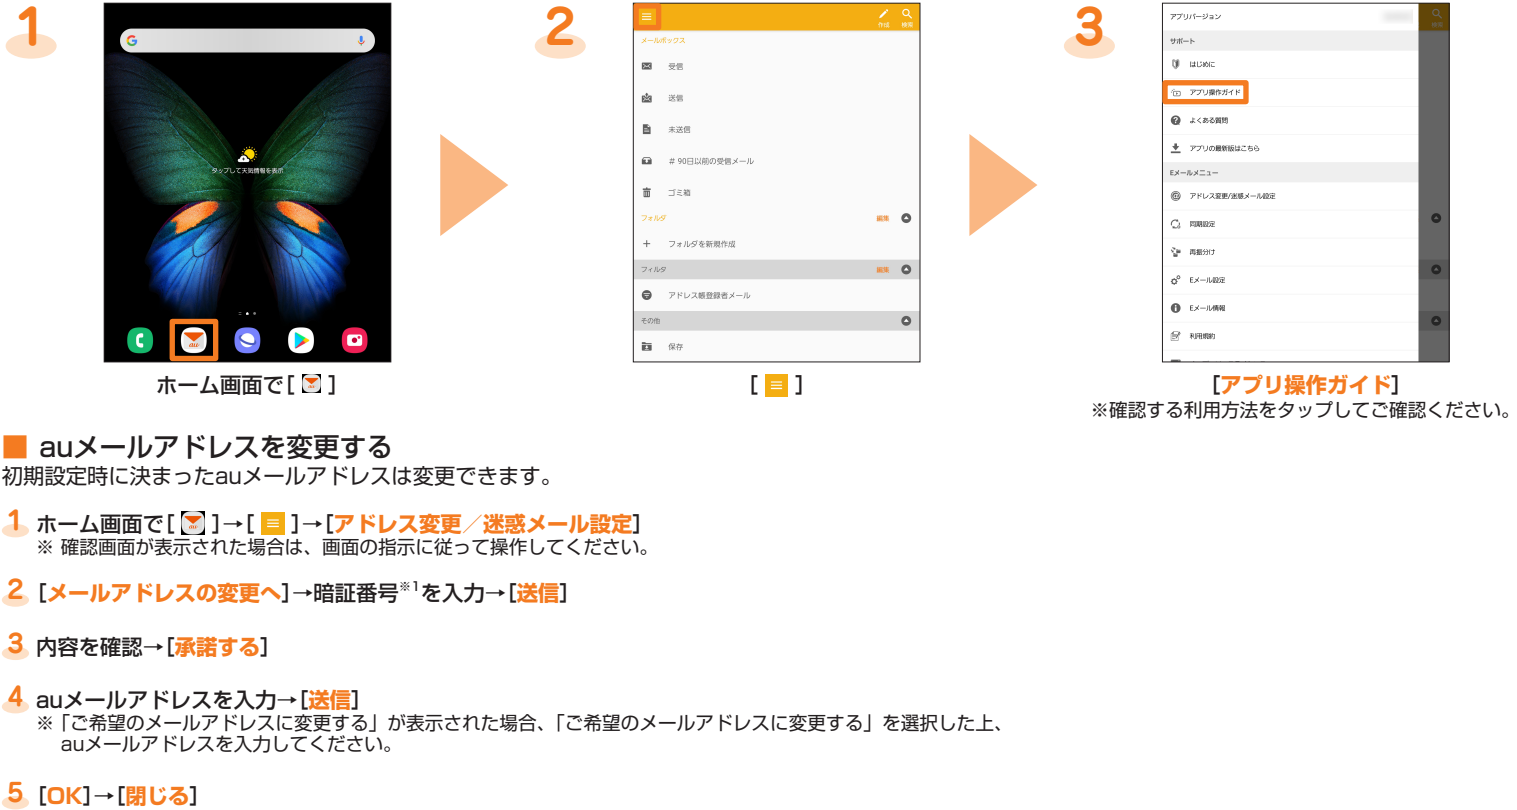 1
タップして天気情報を表示
au
ホーム画面で[ au ]
2
作成 検索
メールボックス
受信
送信
未送信
# 90日以前の受信メール
ゴミ箱
フォルダ 編集
+ フォルダを新規作成
フィルタ 編集
アドレス帳登録者メール
その他
保存
[ ≡ ]
3
アプリバージョン
検索
サポート
はじめに
アプリ操作ガイド
よくある質問
アプリの最新版はこちら
Eメールメニュー
アドレス変更/迷惑メール設定
同期設定
再振分け
Eメール設定
Eメール情報
利用規約
[アプリ操作ガイド]
※確認する利用方法をタップしてご確認ください。
■ auメールアドレスを変更する
初期設定時に決まったauメールアドレスは変更できます。
1 ホーム画面で[ au ]→[ ≡ ]→[アドレス変更／迷惑メール設定]
※ 確認画面が表示された場合は、画面の指示に従って操作してください。
2 [メールアドレスの変更へ]→暗証番号※1を入力→[送信]
3 内容を確認→[承諾する]
4 auメールアドレスを入力→[送信]
※「ご希望のメールアドレスに変更する」が表示された場合、「ご希望のメールアドレスに変更する」を選択した上、
auメールアドレスを入力してください。
5 [OK]→[閉じる]